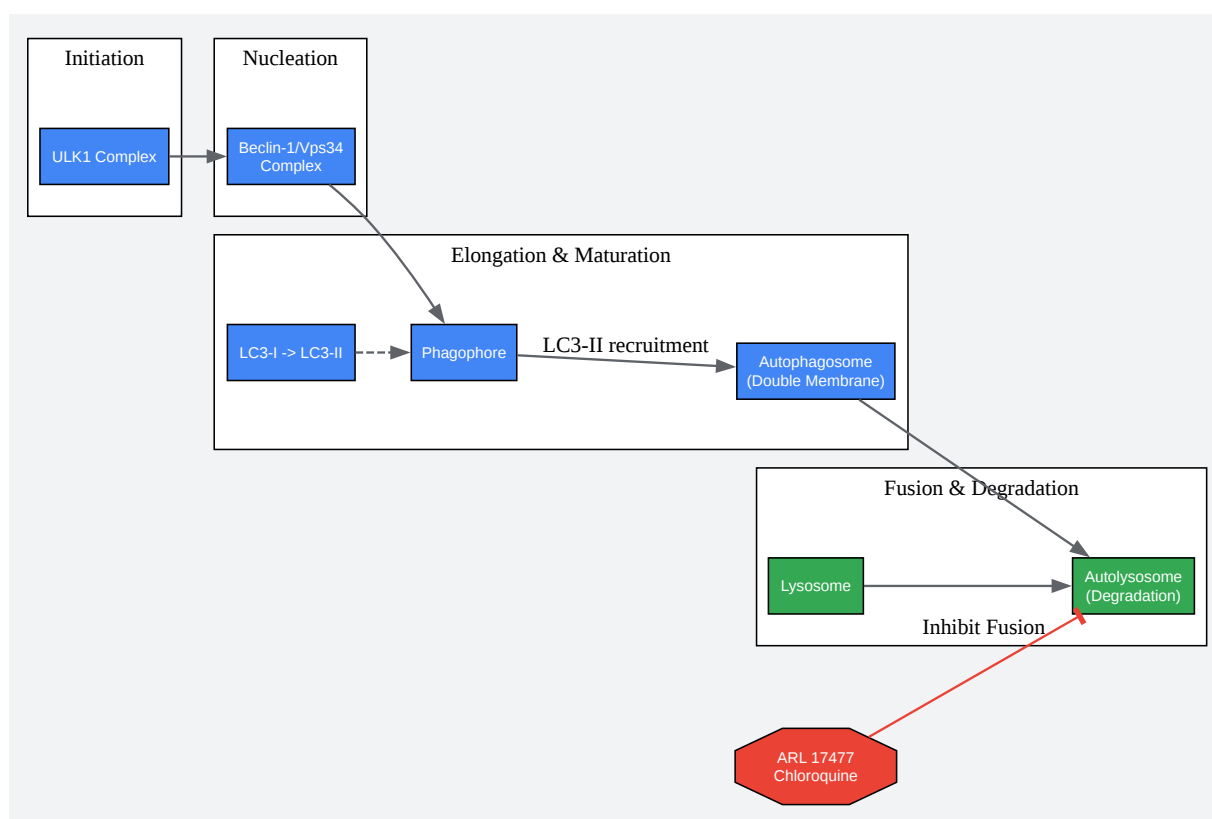 Initiation
Nucleation
ULK1 Complex
Beclin-1/Vps34
Complex
Elongation & Maturation
LC3-I -> LC3-II
Phagophore
LC3-II recruitment
Autophagosome
(Double Membrane)
Fusion & Degradation
Lysosome
Autolysosome
(Degradation)
Inhibit Fusion
ARL 17477
Chloroquine